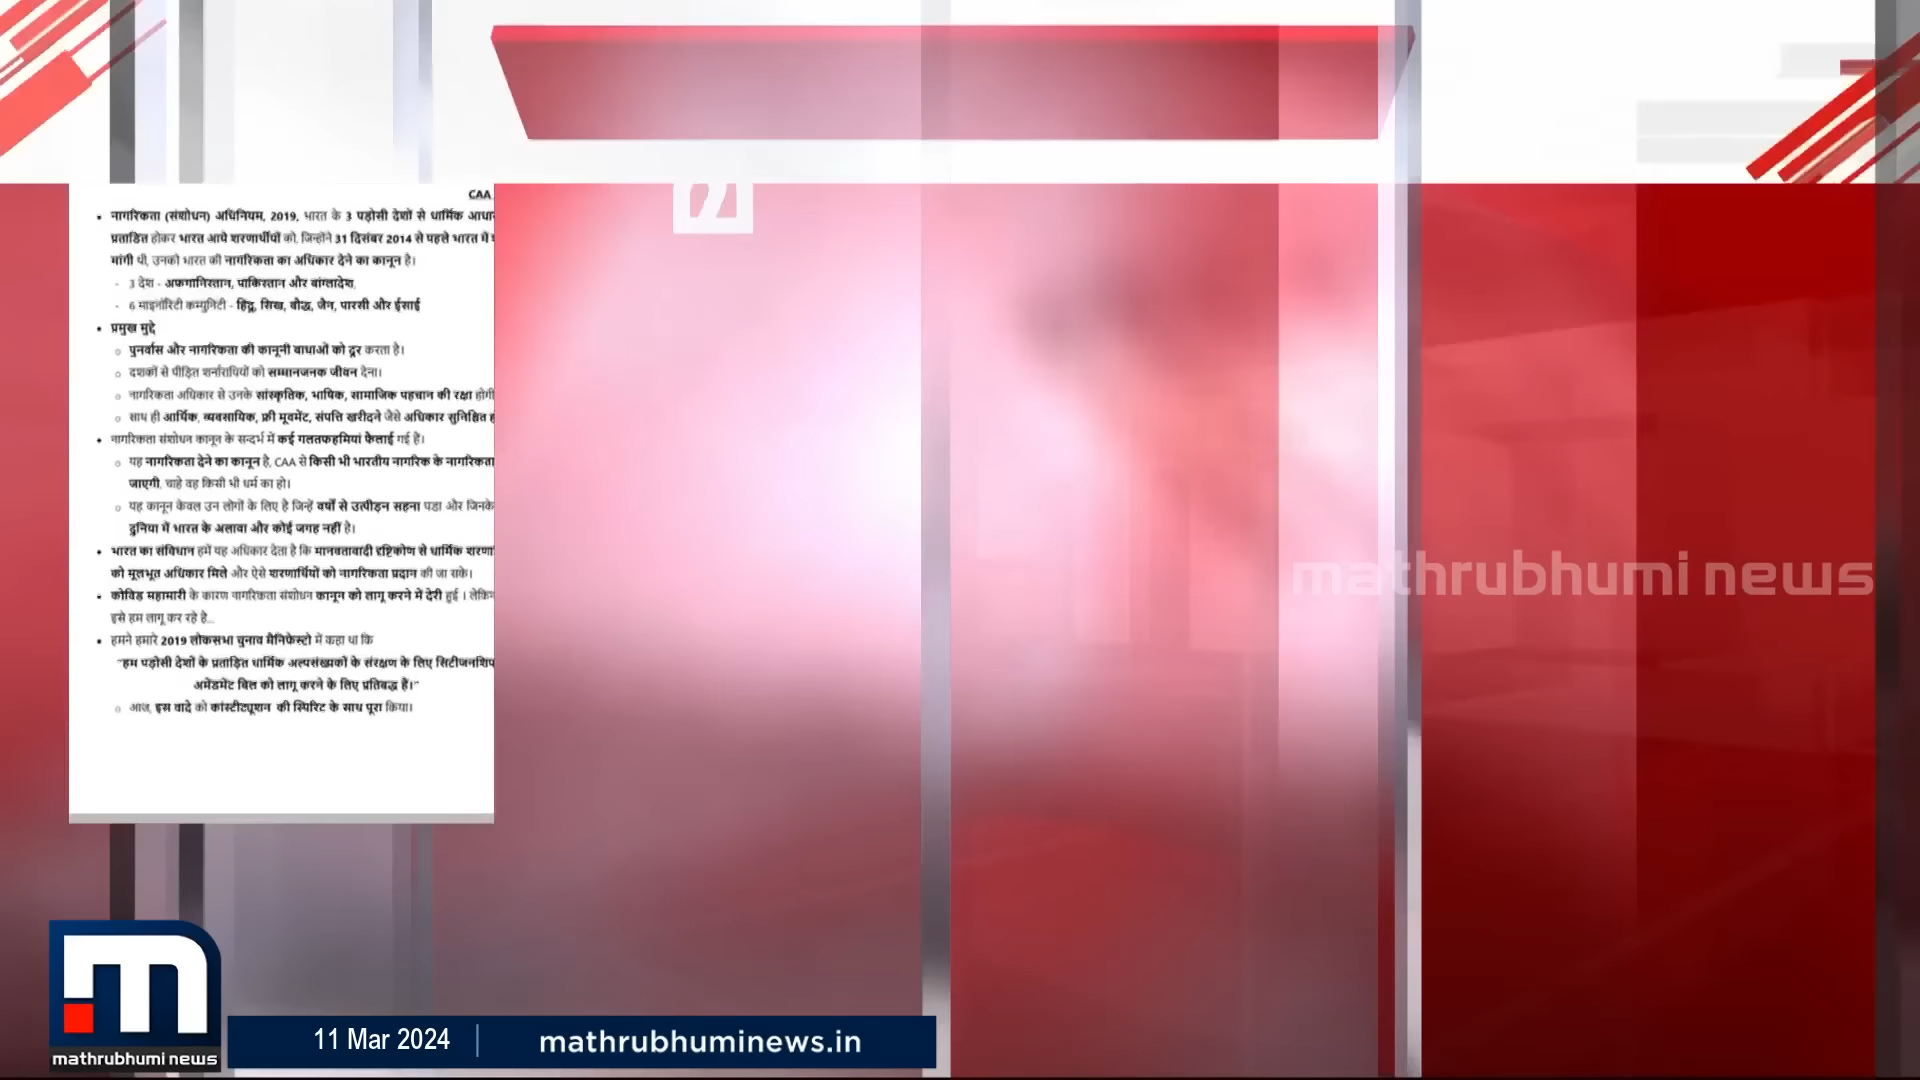 CAA
• नागरिकता (संशोधन) अधिनियम, 2019, भारत के 3 पड़ोसी देशों से धार्मिक आधा
प्रताडित होकर भारत आये शरणार्थीयों को, जिन्होंने 31 दिसंबर 2014 से पहले भारत में
मांगी थी, उनको भारत की नागरिकता का अधिकार देने का कानून है।
- 3 देश - अफगानिस्तान, पाकिस्तान और बांग्लादेश,
- 6 माइनॉरिटी कम्युनिटी - हिंदू, सिख, बौद्ध, जैन, पारसी और ईसाई
• प्रमुख मुद्दे
o पुनर्वास और नागरिकता की कानूनी बाधाओं को दूर करता है।
o दशकों से पीड़ित शर्नार्राथियों को सम्मानजनक जीवन देना।
o नागरिकता अधिकार से उनके सांस्कृतिक, भाषिक, सामाजिक पहचान की रक्षा होगी
o साथ ही आर्थिक, व्यवसायिक, फ्री मूवमेंट, संपत्ति खरीदने जैसे अधिकार सुनिश्चित
• नागरिकता संशोधन कानून के सन्दर्भ में कई गलतफहमियां फैलाई गई हैं।
o यह नागरिकता देने का कानून है, CAA से किसी भी भारतीय नागरिक के नागरिकता
जाएगी, चाहे वह किसी भी धर्म का हो।
o यह कानून केवल उन लोगों के लिए है जिन्हें वर्षों से उत्पीड़न सहना पडा और जिनके
दुनिया में भारत के अलावा और कोई जगह नहीं है।
• भारत का संविधान हमें यह अधिकार देता है कि मानवतावादी दृष्टिकोण से धार्मिक शरणा
को मूलभूत अधिकार मिले और ऐसे शरणार्थियों को नागरिकता प्रदान की जा सके।
• कोविड महामारी के कारण नागरिकता संशोधन कानून को लागू करने में देरी हुई । लेकि
इसे हम लागू कर रहे है...
• हमने हमारे 2019 लोकसभा चुनाव मैनिफेस्टो में कहा था कि
"हम पड़ोसी देशों के प्रताड़ित धार्मिक अल्पसंख्यकों के संरक्षण के लिए सिटीजनशिप
अमेंडमेंट बिल को लागू करने के लिए प्रतिबद्ध हैं।"
o आज, इस वादे को कांस्टीट्यूशन की स्पिरिट के साथ पूरा किया।
mathrubhumi news
mathrubhumi news
11 Mar 2024
mathrubhuminews.in